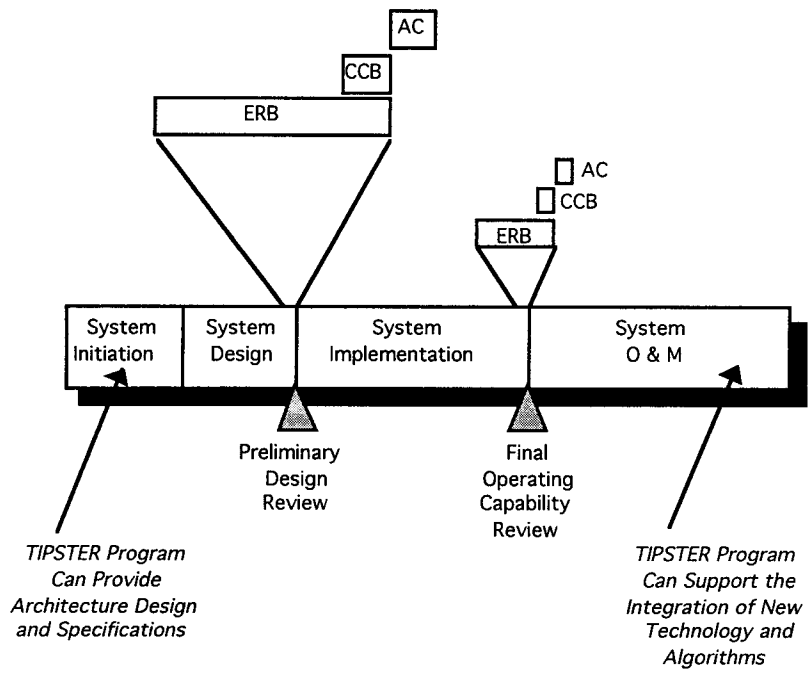 AC
CCB
ERB
AC
CCB
ERB
System
Initiation
System
Design
System
Implementation
System
O & M
Preliminary
Design
Review
Final
Operating
Capability
Review
TIPSTER Program
Can Provide
Architecture Design
and Specifications
TIPSTER Program
Can Support the
Integration of New
Technology and
Algorithms